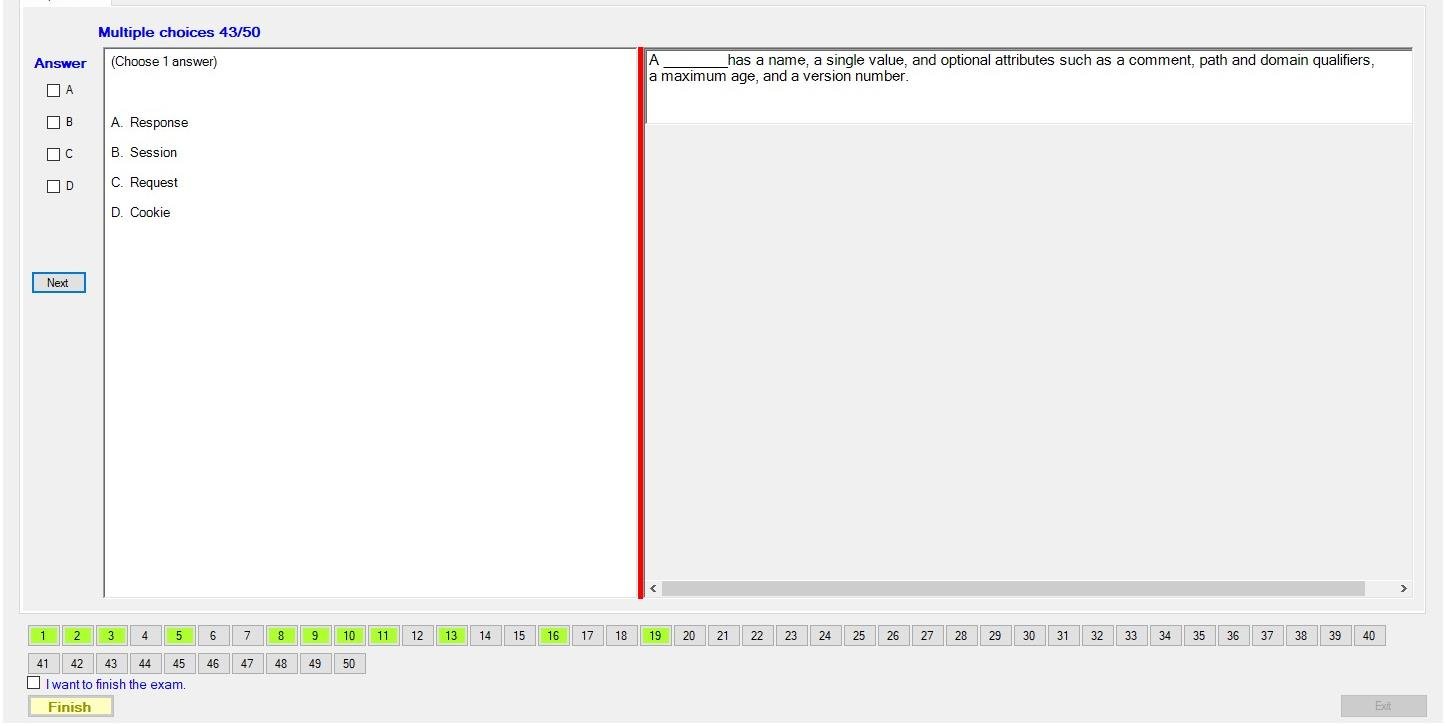 Multiple choices 43/50
Answer
A
B
C
D
Next
(Choose 1 answer)
A. Response
B. Session
C. Request
D. Cookie
A ________has a name, a single value, and optional attributes such as a comment, path and domain qualifiers,
a maximum age, and a version number.
1 2 3 4 5 6 7 8 9 10 11 12 13 14 15 16 17 18 19 20 21 22 23 24 25 26 27 28 29 30 31 32 33 34 35 36 37 38 39 40
41 42 43 44 45 46 47 48 49 50
I want to finish the exam.
Finish
Exit